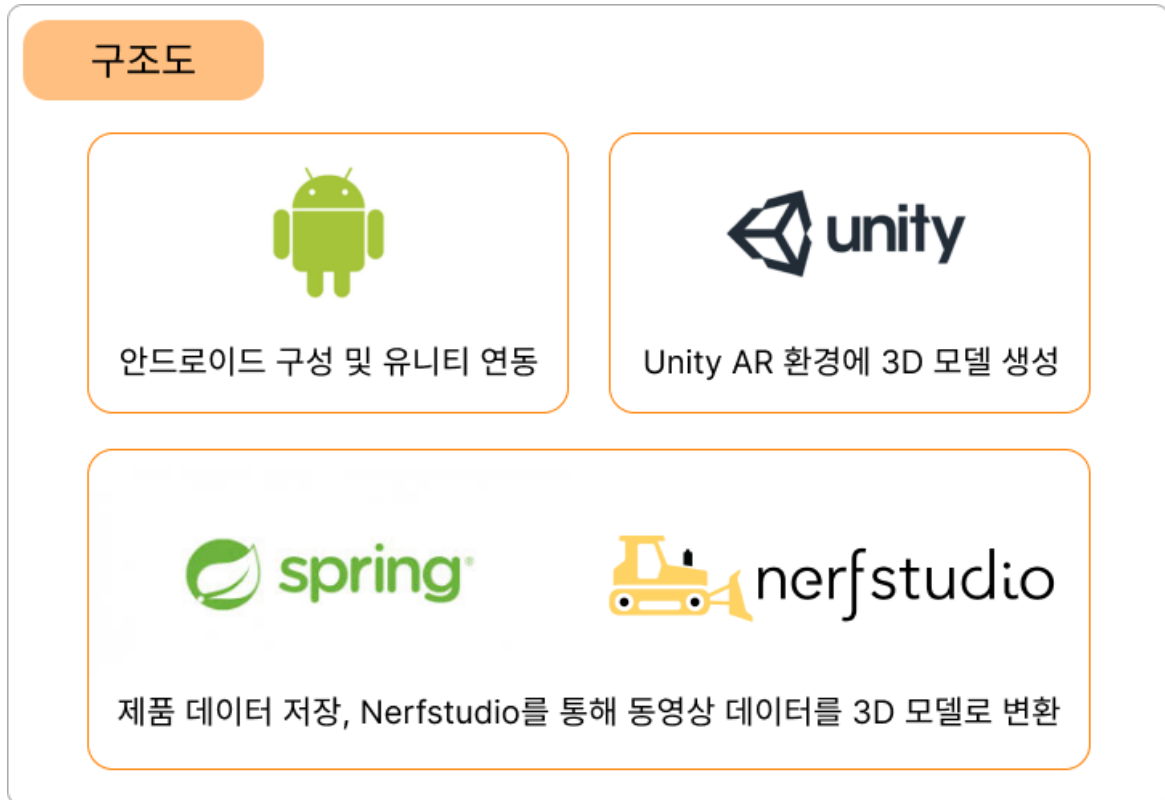 구조도
unity
안드로이드 구성 및 유니티 연동
Unity AR 환경에 3D 모델 생성
spring
nerfstudio
제품 데이터 저장, Nerfstudio를 통해 동영상 데이터를 3D 모델로 변환